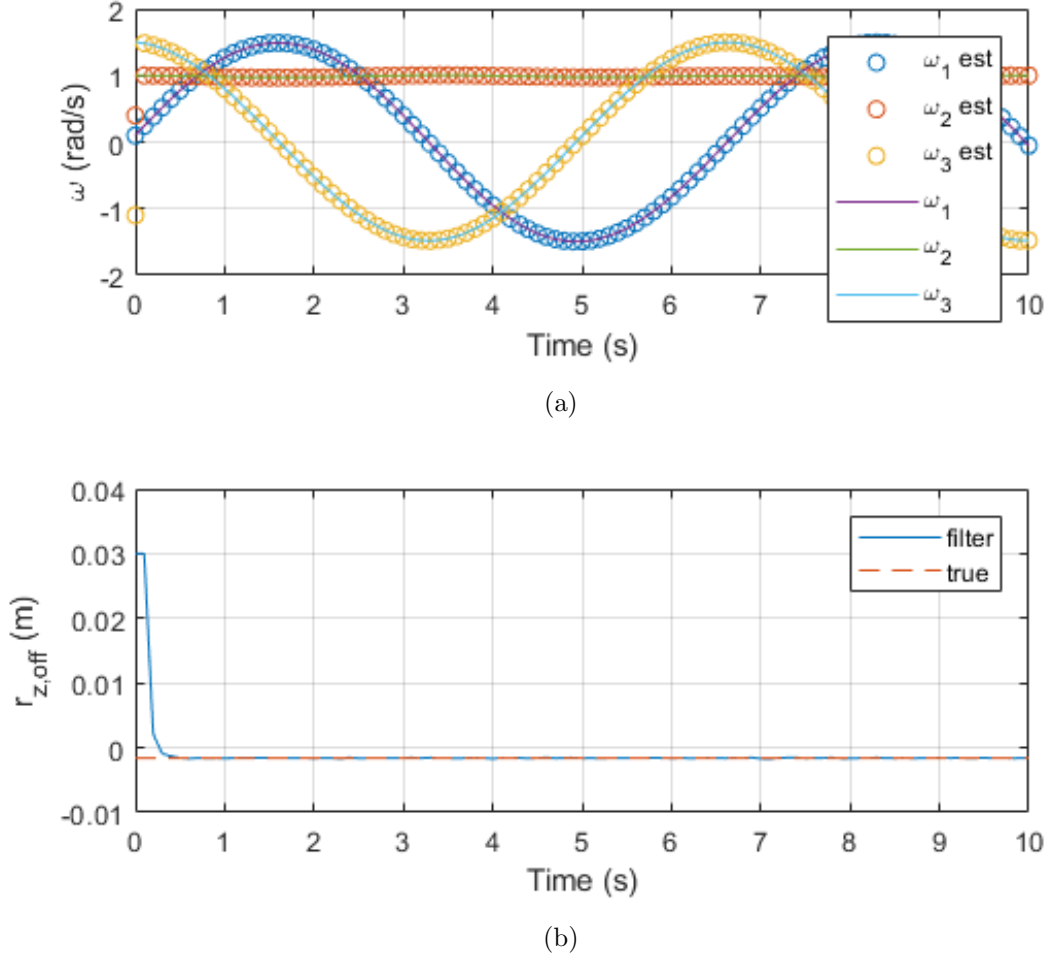 2
1
0
-1
-2
ω (rad/s)
0 1 2 3 4 5 6 7 8 9 10
Time (s)
ω1 est
ω2 est
ω3 est
ω1
ω2
ω3
(a)
0.04
0.03
0.02
0.01
0
-0.01
rz,off (m)
0 1 2 3 4 5 6 7 8 9 10
Time (s)
filter
true
(b)